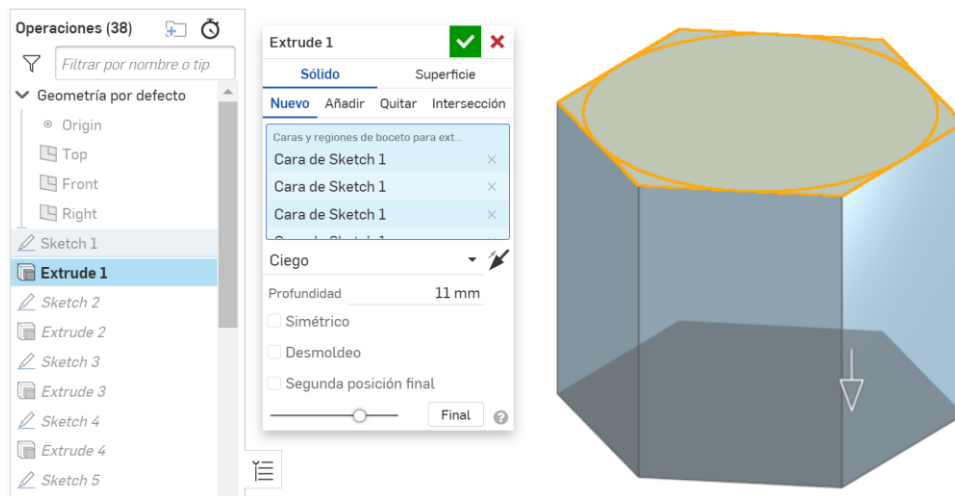 Operaciones (38)
Filtrar por nombre o tip
Geometría por defecto
Origin
Top
Front
Right
Sketch 1
Extrude 1
Sketch 2
Extrude 2
Sketch 3
Extrude 3
Sketch 4
Extrude 4
Sketch 5
Extrude 1
Sólido Superficie
Nuevo Añadir Quitar Intersección
Caras y regiones de boceto para ext...
Cara de Sketch 1
Cara de Sketch 1
Cara de Sketch 1
Ciego
Profundidad 11 mm
Simétrico
Desmoldeo
Segunda posición final
Final